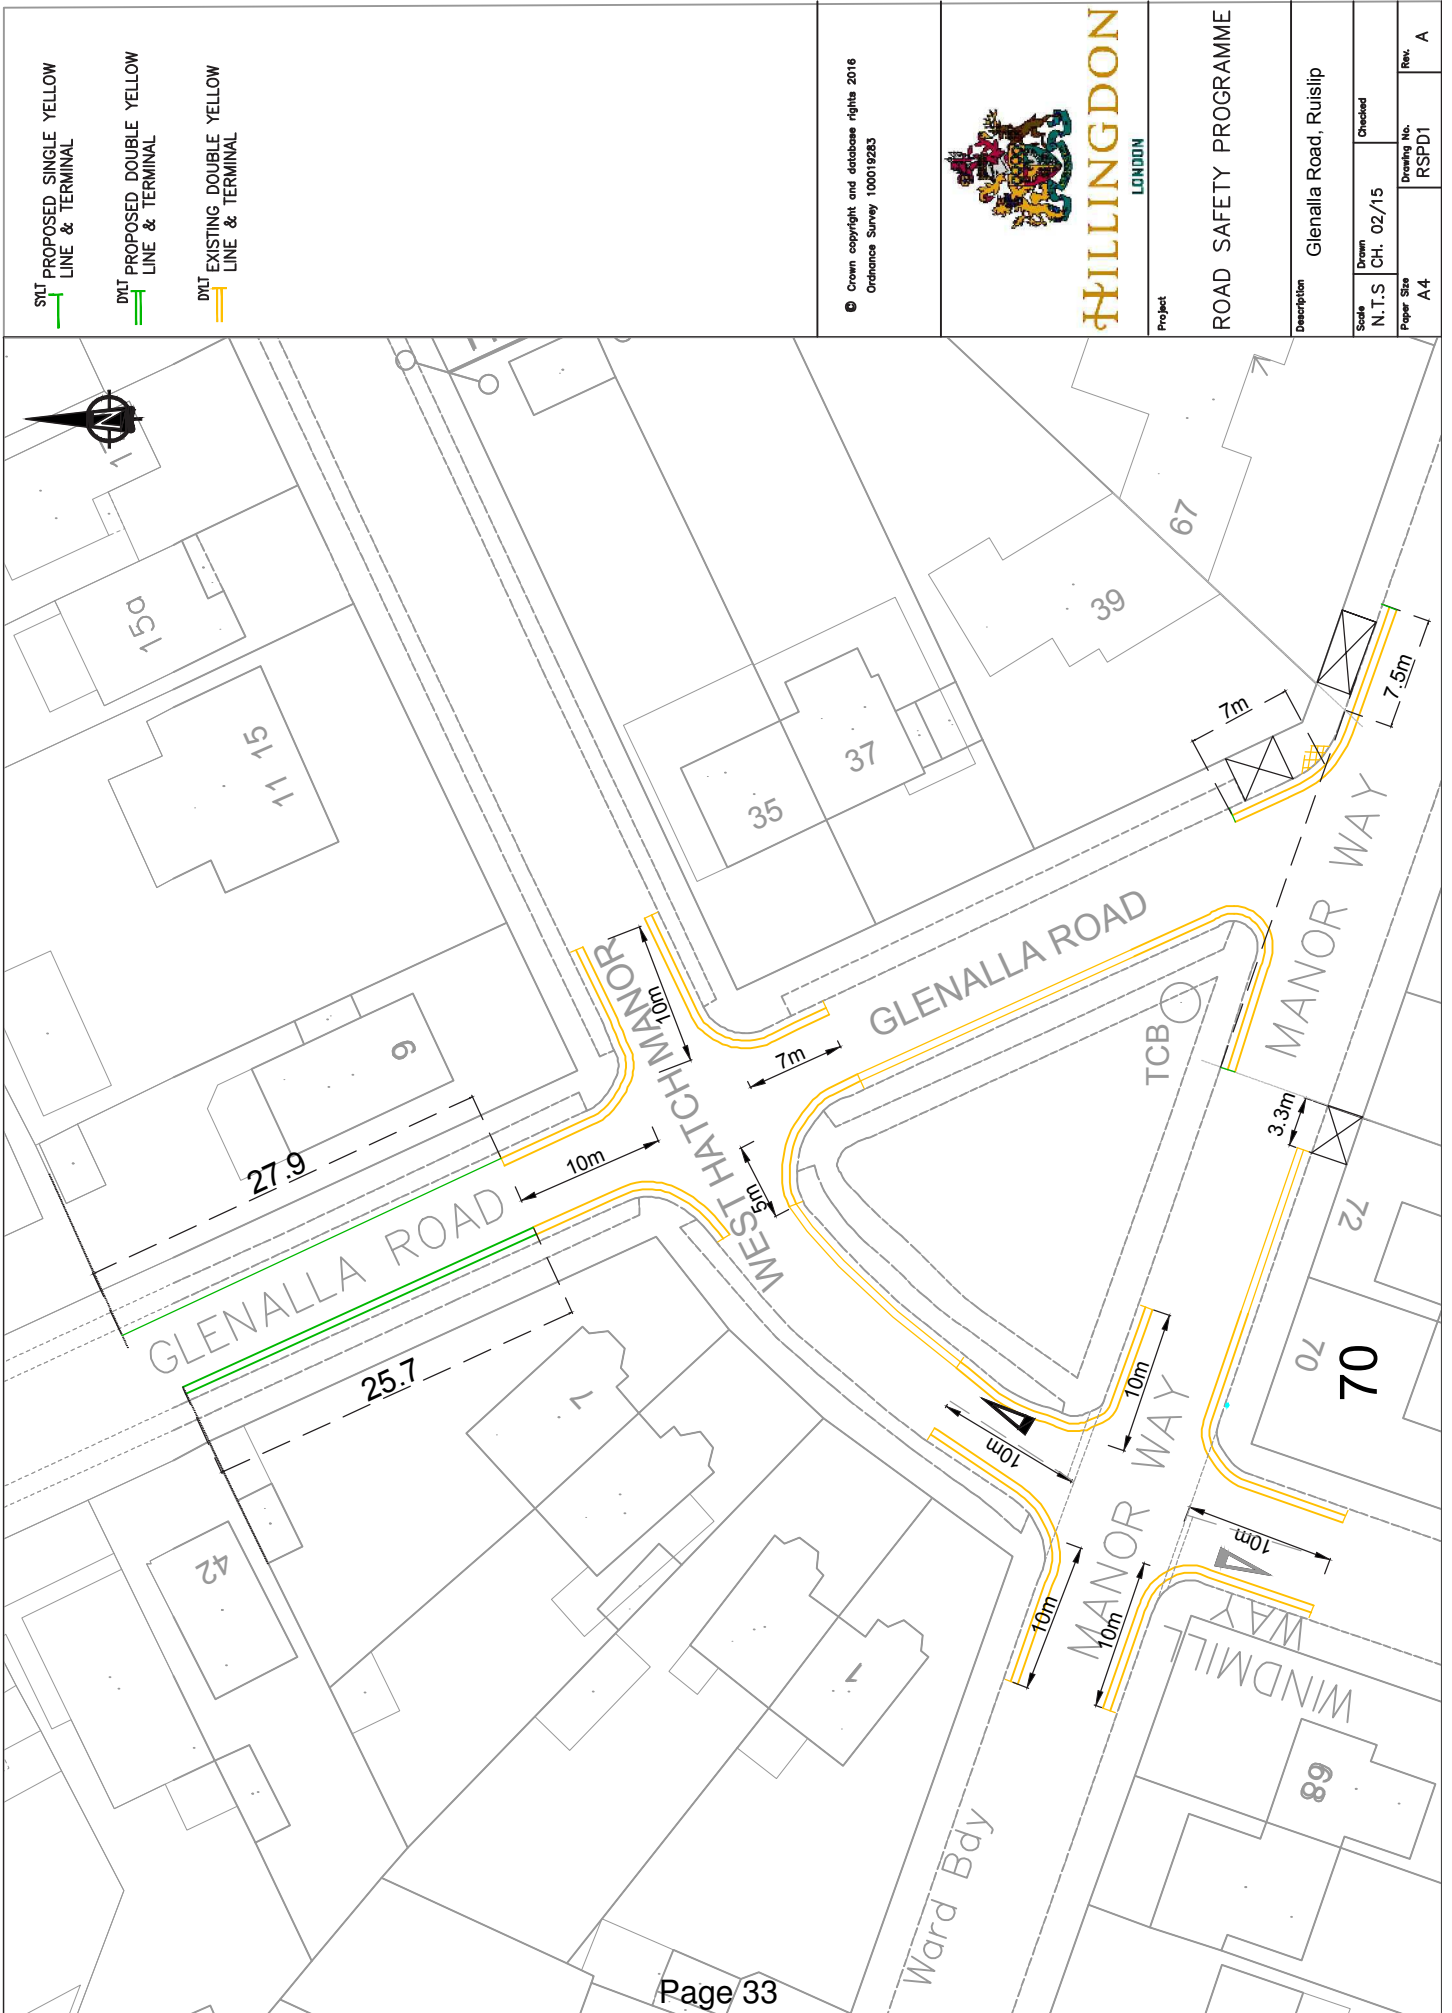 SYLT
PROPOSED SINGLE YELLOW
LINE & TERMINAL
DYLT
PROPOSED DOUBLE YELLOW
LINE & TERMINAL
DYLT
EXISTING DOUBLE YELLOW
LINE & TERMINAL
© Crown copyright and database rights 2016
Ordnance Survey 100019283
HILLINGDON
LONDON
Project
ROAD SAFETY PROGRAMME
Description
Glenalla Road, Ruislip
Scale
N.T.S
Drawn
CH. 02/15
Checked
Paper Size
A4
Drawing No.
RSPD1
Rev.
A
N
15a
11 15
9
35
37
39
67
27.9
GLENALLA ROAD
25.7
10m
WEST HATCH MANOR
10m
7m
5m
GLENALLA ROAD
7m
7.5m
TCB
MANOR WAY
3.3m
72
70
70
10m
10m
MANOR WAY
10m
10m
10m
WINDMILL WAY
68
7
1
42
Ward Bdy
Page 33